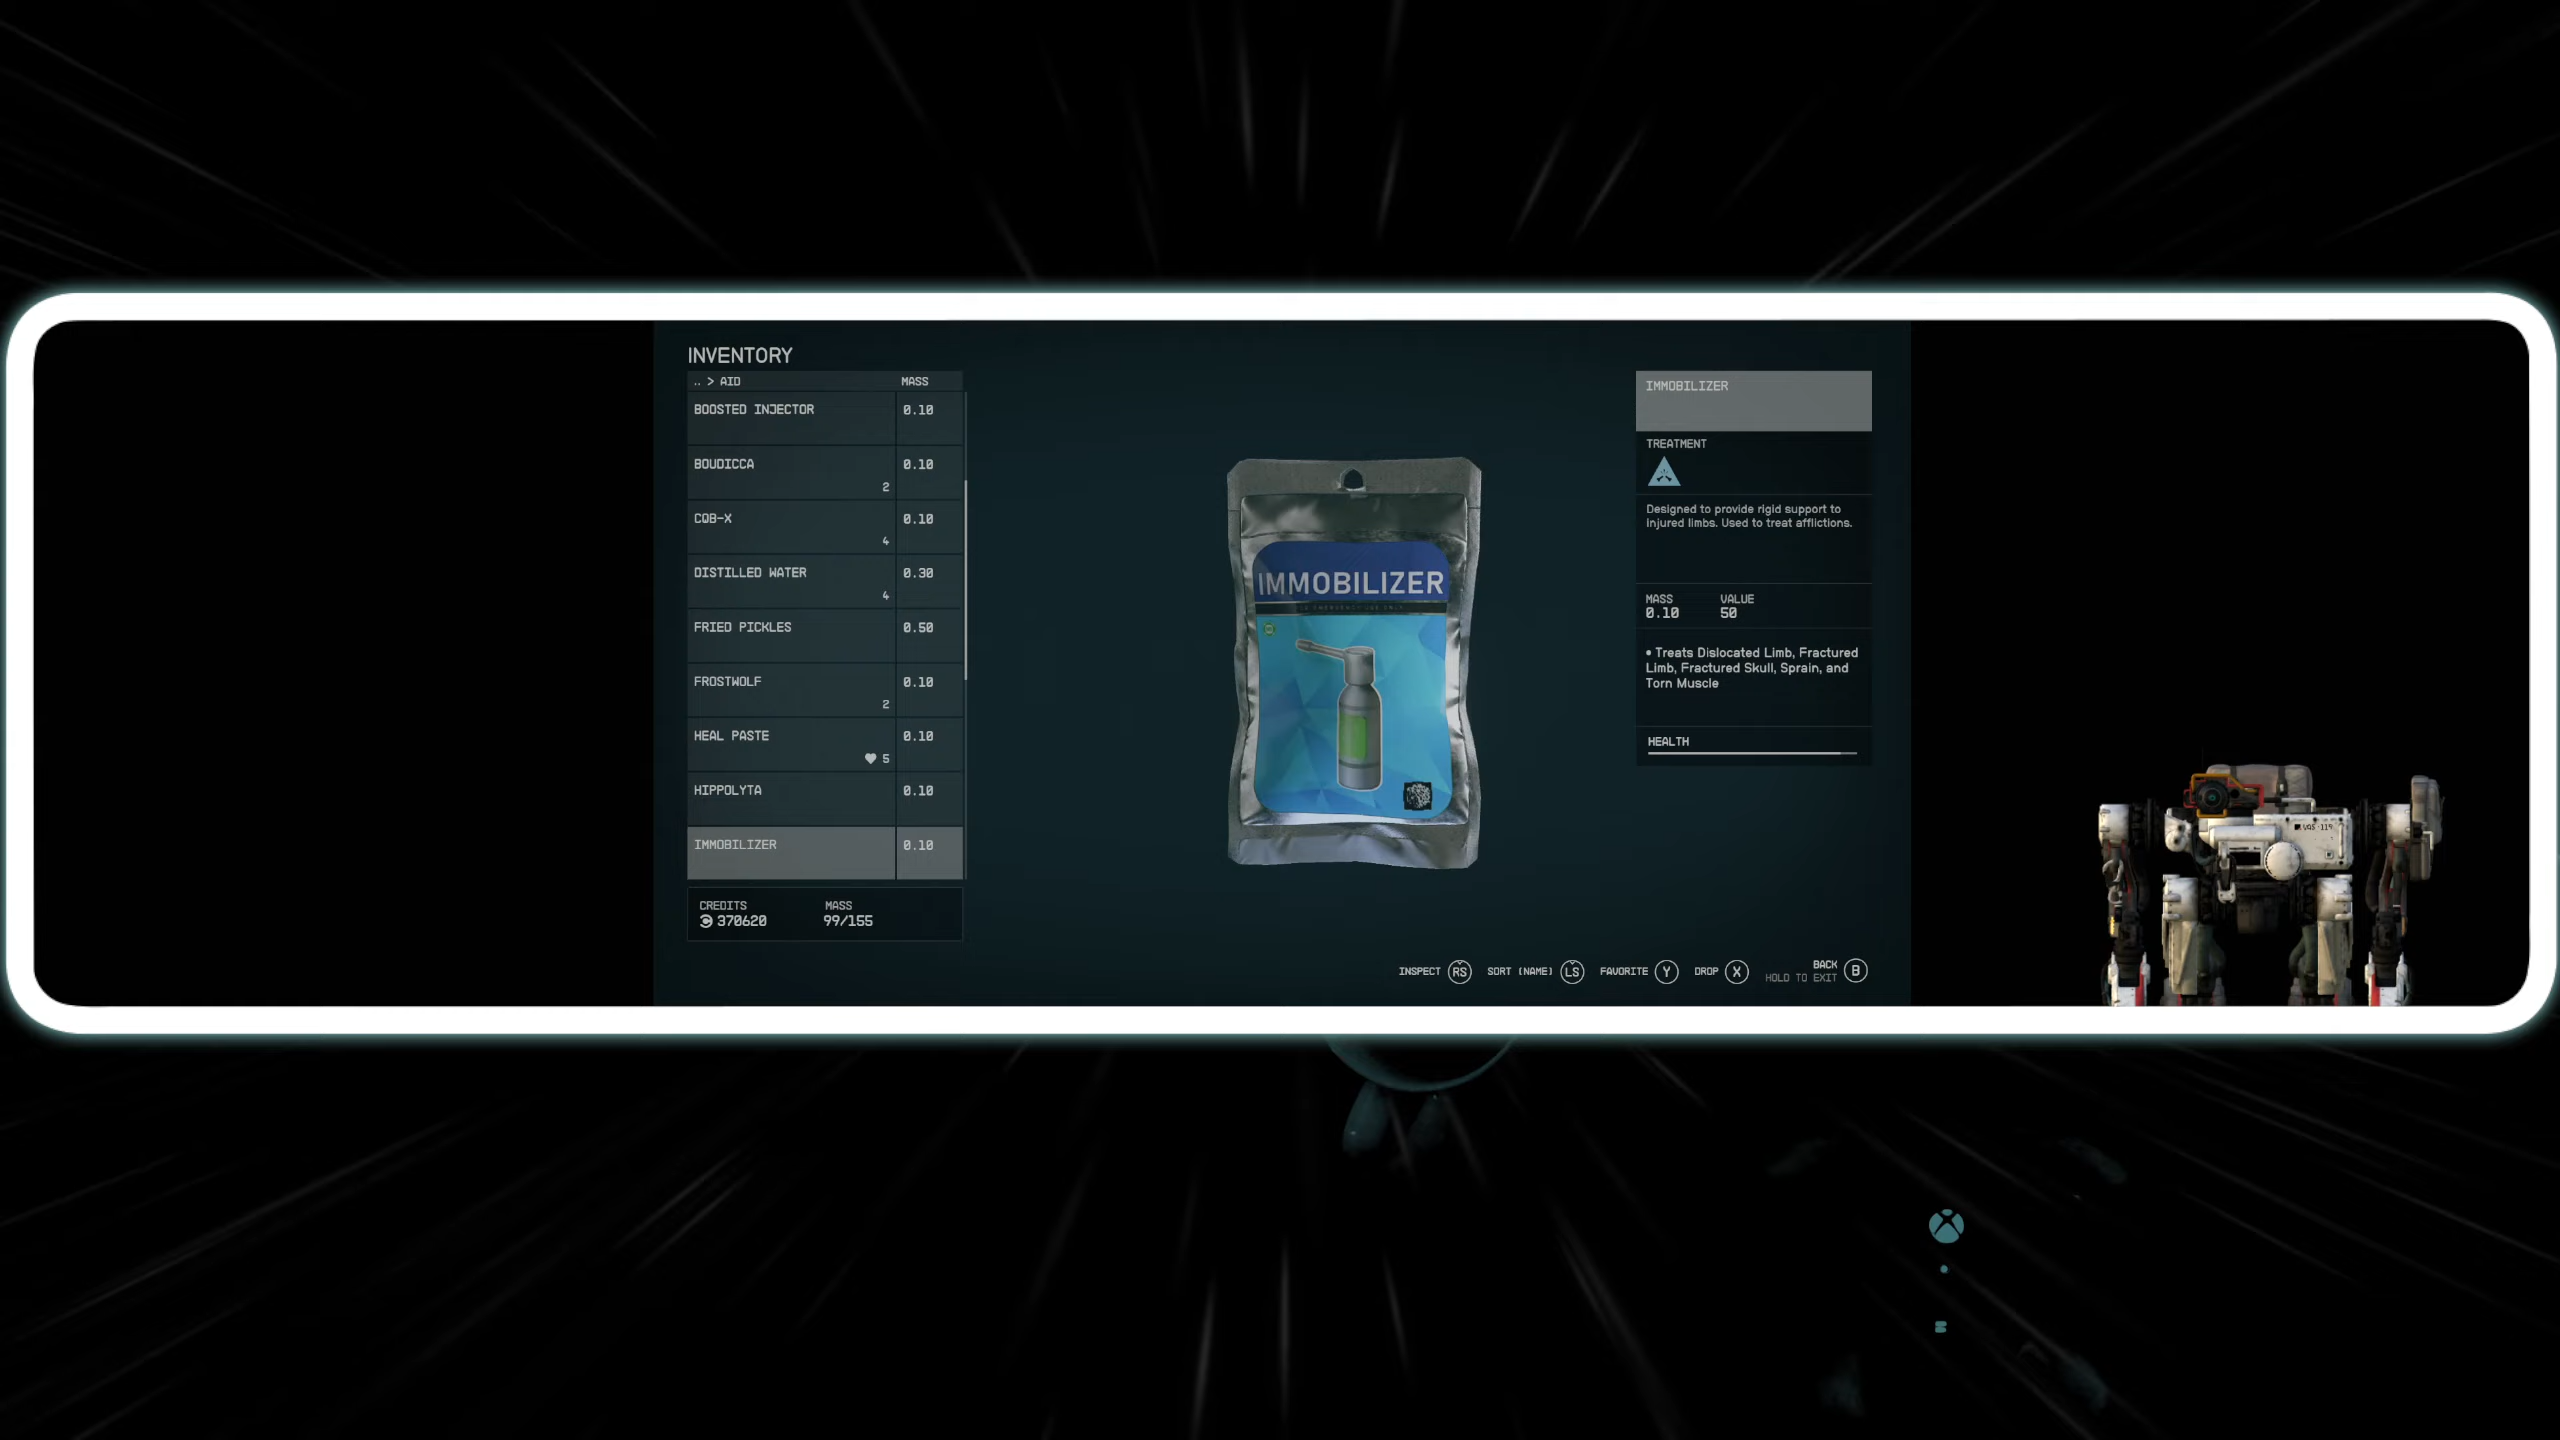 INVENTORY
.. > AID MASS
BOOSTED INJECTOR 0.10
BOUDICCA 0.10
2
CQB-X 0.10
4
DISTILLED WATER 0.30
4
FRIED PICKLES 0.50
FROSTWOLF 0.10
2
HEAL PASTE 0.10
5
HIPPOLYTA 0.10
IMMOBILIZER 0.10
CREDITS MASS
370620 99/155
IMMOBILIZER
IMMOBILIZER
TREATMENT
Designed to provide rigid support to
injured limbs. Used to treat afflictions.
MASS VALUE
0.10 50
• Treats Dislocated Limb, Fractured
Limb, Fractured Skull, Sprain, and
Torn Muscle
HEALTH
INSPECT RS SORT (NAME) LS FAVORITE Y DROP X BACK B
HOLD TO EXIT